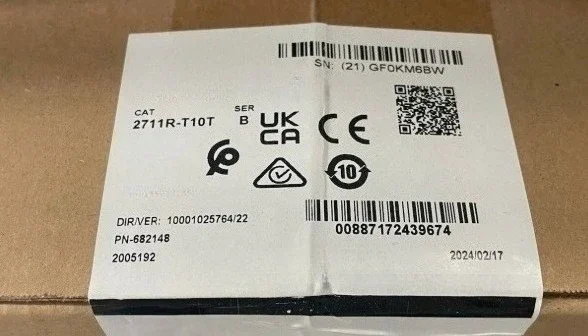 SN: (21) GF0KM6BW
CAT
2711R-T10T
SER
B
UK
CA
CE
10
DIR/VER: 10001025764/22
PN-682148
2005192
00887172439674
2024/02/17